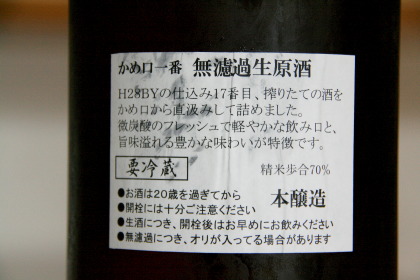 かめ口一番 無濾過生原酒
H28BYの仕込み17番目、搾りたての酒を
かめ口から直汲みして詰めました。
微炭酸のフレッシュで軽やかな飲み口と、
旨味溢れる豊かな味わいが特徴です。
要冷蔵 精米歩合70%
●お酒は20歳を過ぎてから 本醸造
●開栓には十分ご注意ください
●生酒につき、開栓後はお早めにお飲みください
●無濾過につき、オリが入ってる場合があります